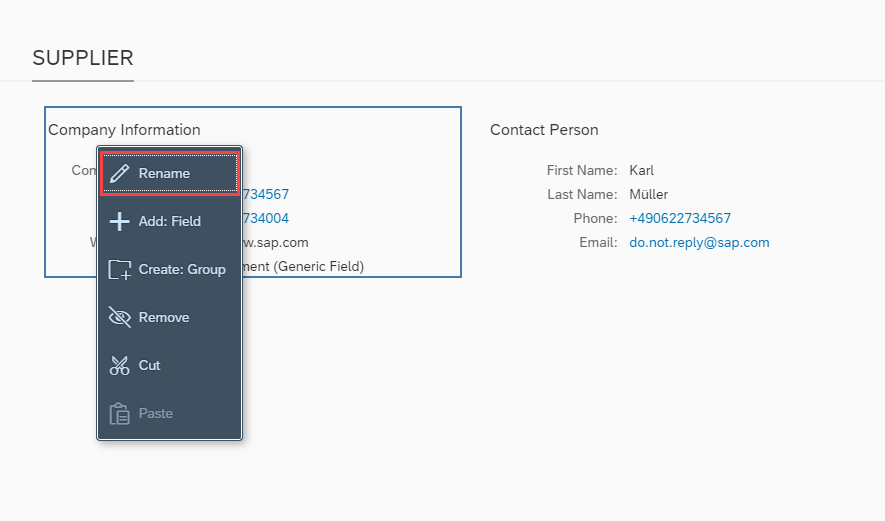 SUPPLIER
Company Information
Contact Person
Rename
Add: Field
Create: Group
Remove
Cut
Paste
734567
734004
w.sap.com
ment (Generic Field)
First Name: Karl
Last Name: Müller
Phone: +490622734567
Email: do.not.reply@sap.com